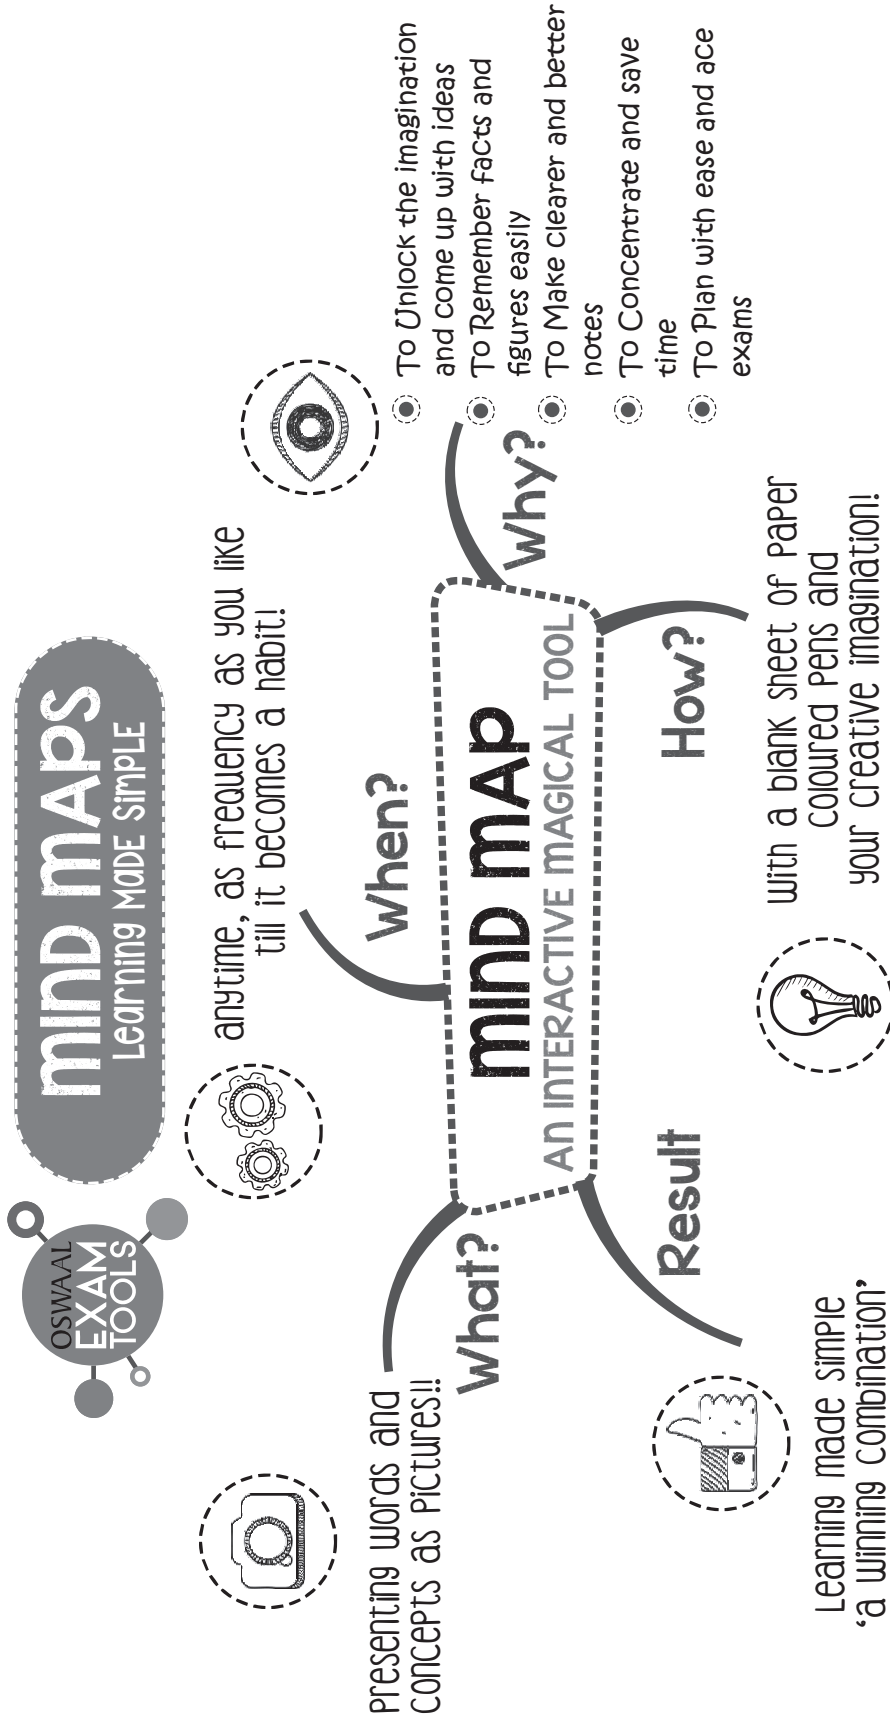 OSWAAL
EXAM
TOOLS
MIND MAPS
Learning MADE SIMPLE
When?
anytime, as frequency as you like
till it becomes a habit!
What?
Presenting words and
concepts as pictures!!
MIND MAP
AN INTERACTIVE MAGICAL TOOL
Why?
To Unlock the imagination
and come up with ideas
To Remember facts and
figures easily
To Make clearer and better
notes
To Concentrate and save
time
To Plan with ease and ace
exams
Result
Learning made simple
‘a winning combination’
How?
With a blank sheet of paper
Coloured Pens and
your creative imagination!